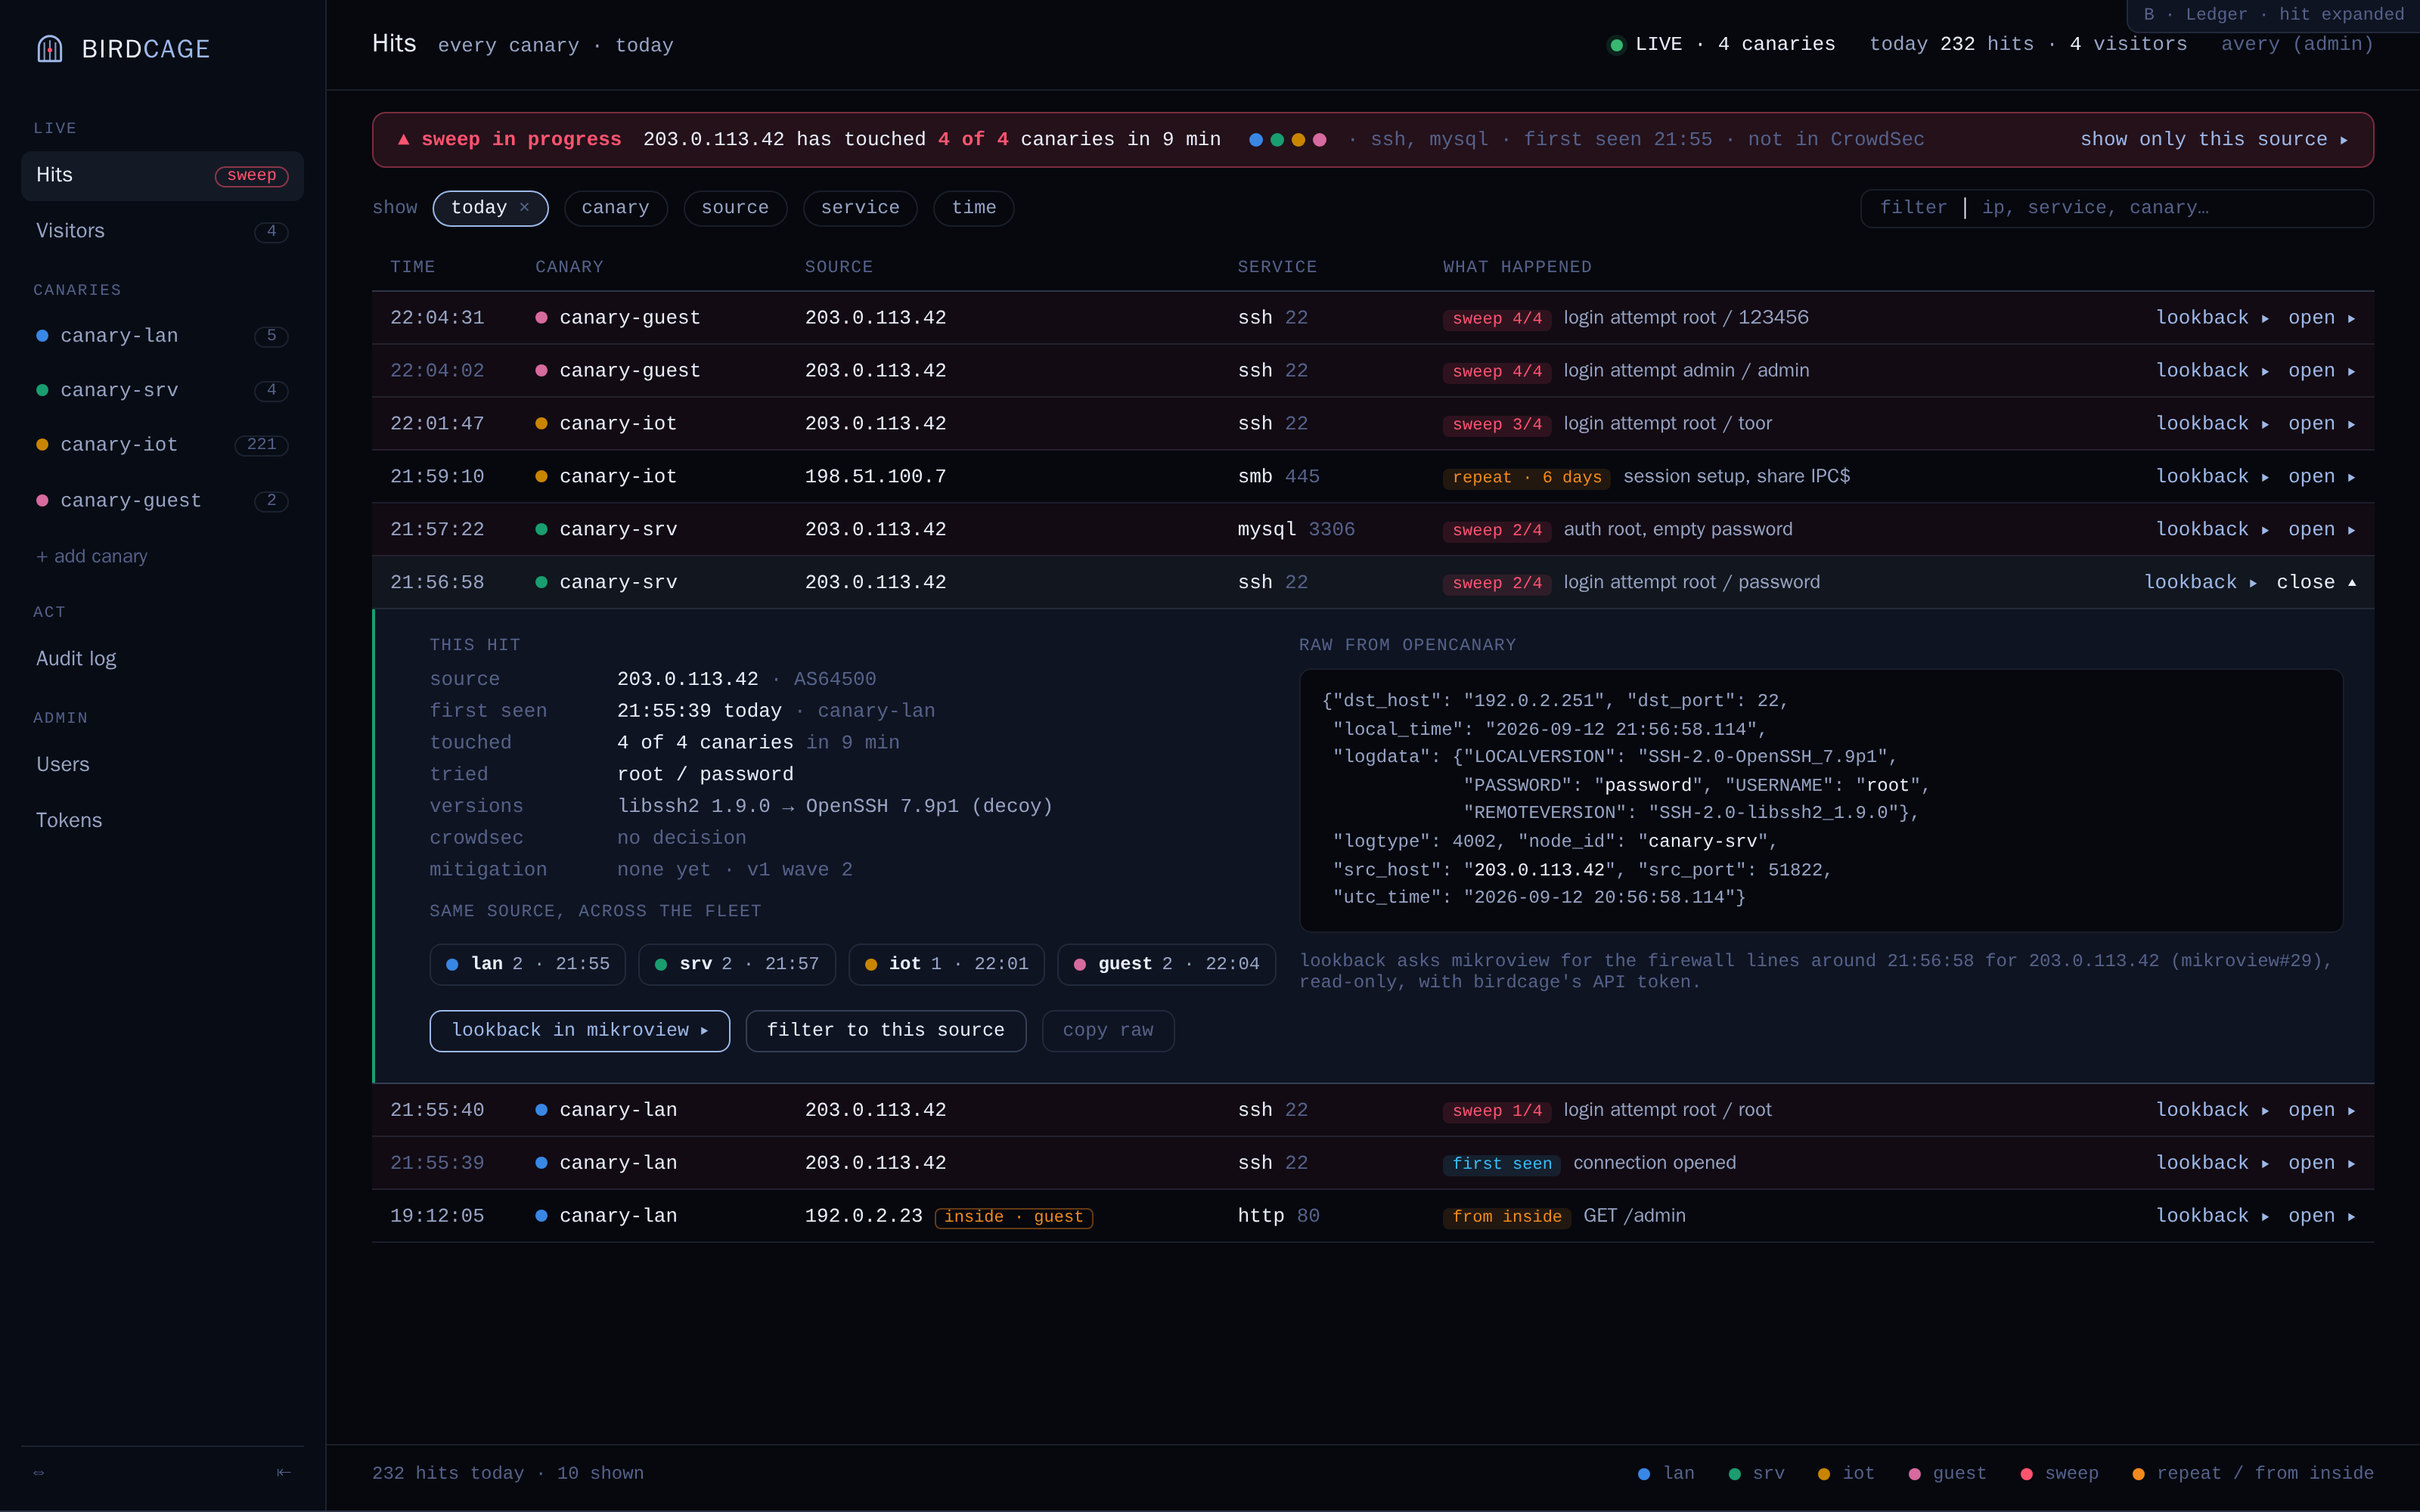 BIRDCAGE
LIVE
Hits sweep
Visitors 4
CANARIES
canary-lan 5
canary-srv 4
canary-iot 221
canary-guest 2
+ add canary
ACT
Audit log
ADMIN
Users
Tokens
B · Ledger · hit expanded
Hits every canary · today
LIVE · 4 canaries today 232 hits · 4 visitors avery (admin)
▲ sweep in progress 203.0.113.42 has touched 4 of 4 canaries in 9 min · ssh, mysql · first seen 21:55 · not in CrowdSec show only this source ▸
show today × canary source service time filter ip, service, canary…
TIME CANARY SOURCE SERVICE WHAT HAPPENED
22:04:31 canary-guest 203.0.113.42 ssh 22 sweep 4/4 login attempt root / 123456 lookback ▸ open ▸
22:04:02 canary-guest 203.0.113.42 ssh 22 sweep 4/4 login attempt admin / admin lookback ▸ open ▸
22:01:47 canary-iot 203.0.113.42 ssh 22 sweep 3/4 login attempt root / toor lookback ▸ open ▸
21:59:10 canary-iot 198.51.100.7 smb 445 repeat · 6 days session setup, share IPC$ lookback ▸ open ▸
21:57:22 canary-srv 203.0.113.42 mysql 3306 sweep 2/4 auth root, empty password lookback ▸ open ▸
21:56:58 canary-srv 203.0.113.42 ssh 22 sweep 2/4 login attempt root / password lookback ▸ close ▴
THIS HIT
source 203.0.113.42 · AS64500
first seen 21:55:39 today · canary-lan
touched 4 of 4 canaries in 9 min
tried root / password
versions libssh2 1.9.0 → OpenSSH 7.9p1 (decoy)
crowdsec no decision
mitigation none yet · v1 wave 2
SAME SOURCE, ACROSS THE FLEET
lan 2 · 21:55 srv 2 · 21:57 iot 1 · 22:01 guest 2 · 22:04
lookback in mikroview ▸ filter to this source copy raw
RAW FROM OPENCANARY
{"dst_host": "192.0.2.251", "dst_port": 22,
"local_time": "2026-09-12 21:56:58.114",
"logdata": {"LOCALVERSION": "SSH-2.0-OpenSSH_7.9p1",
"PASSWORD": "password", "USERNAME": "root",
"REMOTEVERSION": "SSH-2.0-libssh2_1.9.0"},
"logtype": 4002, "node_id": "canary-srv",
"src_host": "203.0.113.42", "src_port": 51822,
"utc_time": "2026-09-12 20:56:58.114"}
lookback asks mikroview for the firewall lines around 21:56:58 for 203.0.113.42 (mikroview#29),
read-only, with birdcage's API token.
21:55:40 canary-lan 203.0.113.42 ssh 22 sweep 1/4 login attempt root / root lookback ▸ open ▸
21:55:39 canary-lan 203.0.113.42 ssh 22 first seen connection opened lookback ▸ open ▸
19:12:05 canary-lan 192.0.2.23 inside · guest http 80 from inside GET /admin lookback ▸ open ▸
232 hits today · 10 shown lan srv iot guest sweep repeat / from inside